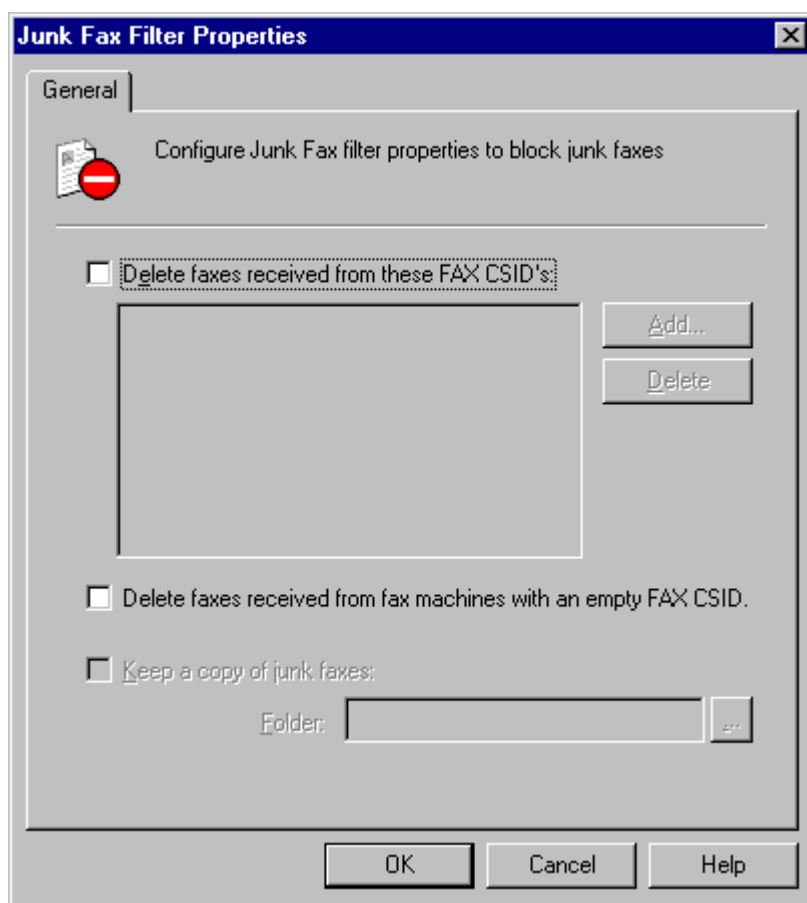 Junk Fax Filter Properties
General
Configure Junk Fax filter properties to block junk faxes
Delete faxes received from these FAX CSID's:
Add...
Delete
Delete faxes received from fax machines with an empty FAX CSID.
Keep a copy of junk faxes:
Folder:
...
OK Cancel Help